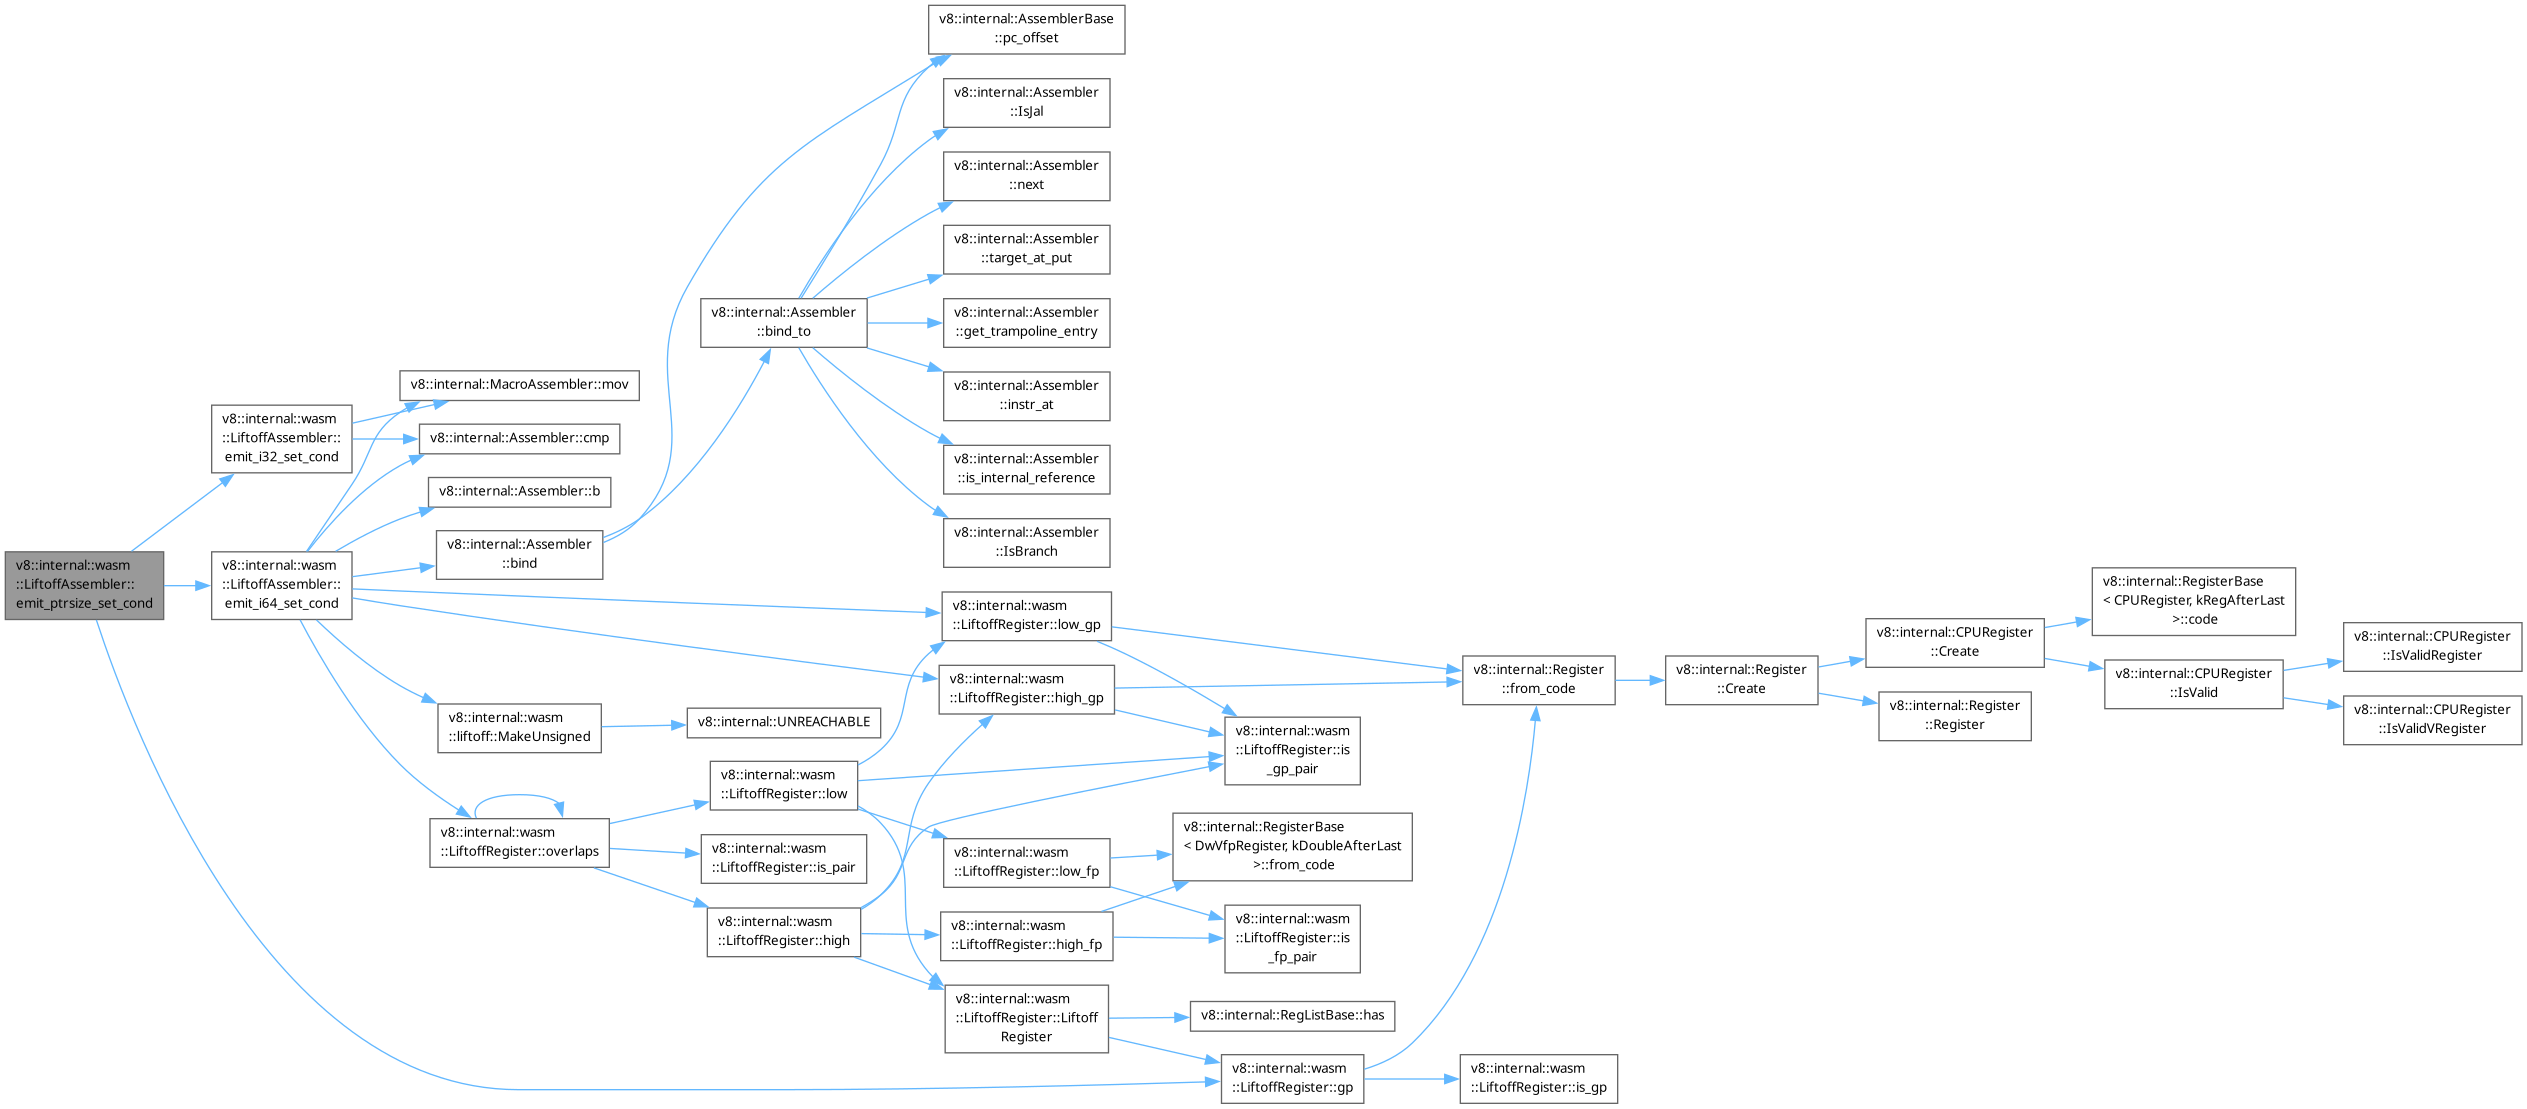 v8::internal::wasm
::LiftoffAssembler::
emit_ptrsize_set_cond
v8::internal::wasm
::LiftoffAssembler::
emit_i32_set_cond
v8::internal::wasm
::LiftoffAssembler::
emit_i64_set_cond
v8::internal::MacroAssembler::mov
v8::internal::Assembler::cmp
v8::internal::Assembler::b
v8::internal::Assembler
::bind
v8::internal::wasm
::liftoff::MakeUnsigned
v8::internal::wasm
::LiftoffRegister::overlaps
v8::internal::Assembler
::bind_to
v8::internal::UNREACHABLE
v8::internal::wasm
::LiftoffRegister::low
v8::internal::wasm
::LiftoffRegister::is_pair
v8::internal::wasm
::LiftoffRegister::high
v8::internal::AssemblerBase
::pc_offset
v8::internal::Assembler
::IsJal
v8::internal::Assembler
::next
v8::internal::Assembler
::target_at_put
v8::internal::Assembler
::get_trampoline_entry
v8::internal::Assembler
::instr_at
v8::internal::Assembler
::is_internal_reference
v8::internal::Assembler
::IsBranch
v8::internal::wasm
::LiftoffRegister::low_gp
v8::internal::wasm
::LiftoffRegister::high_gp
v8::internal::wasm
::LiftoffRegister::low_fp
v8::internal::wasm
::LiftoffRegister::high_fp
v8::internal::wasm
::LiftoffRegister::Liftoff
Register
v8::internal::wasm
::LiftoffRegister::is
_gp_pair
v8::internal::RegisterBase
< DwVfpRegister, kDoubleAfterLast
>::from_code
v8::internal::wasm
::LiftoffRegister::is
_fp_pair
v8::internal::RegListBase::has
v8::internal::wasm
::LiftoffRegister::gp
v8::internal::Register
::from_code
v8::internal::wasm
::LiftoffRegister::is_gp
v8::internal::Register
::Create
v8::internal::CPURegister
::Create
v8::internal::Register
::Register
v8::internal::RegisterBase
< CPURegister, kRegAfterLast
>::code
v8::internal::CPURegister
::IsValid
v8::internal::CPURegister
::IsValidRegister
v8::internal::CPURegister
::IsValidVRegister